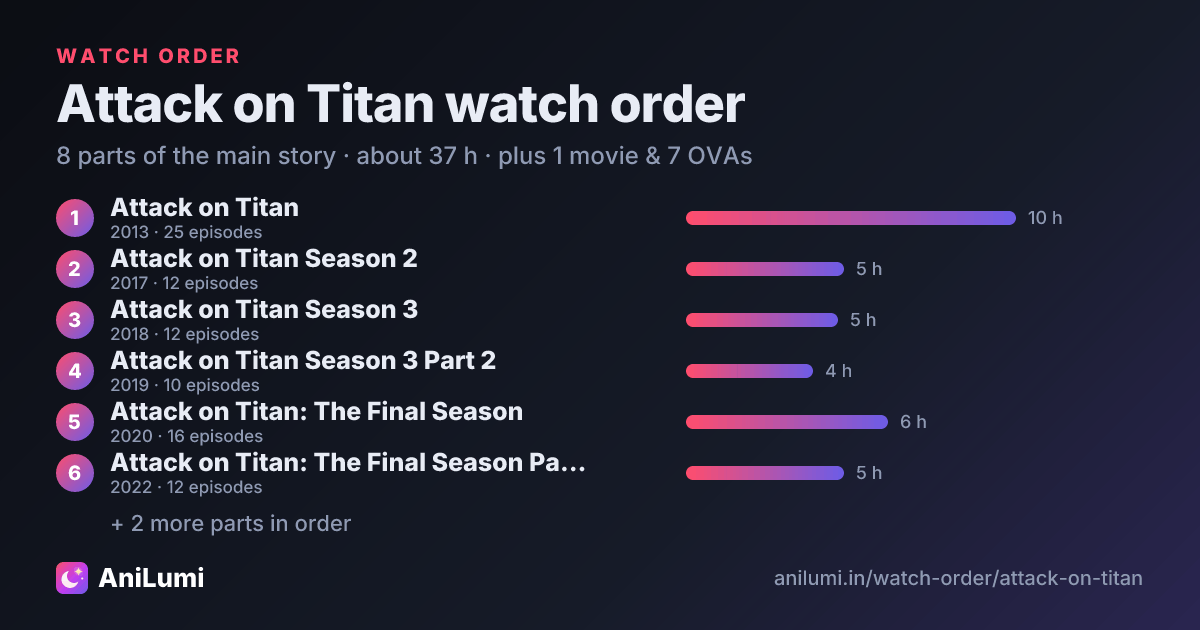 WATCH ORDER
Attack on Titan watch order
8 parts of the main story · about 37 h · plus 1 movie & 7 OVAs
1 Attack on Titan 10 h
2013 · 25 episodes
2 Attack on Titan Season 2 5 h
2017 · 12 episodes
3 Attack on Titan Season 3 5 h
2018 · 12 episodes
4 Attack on Titan Season 3 Part 2 4 h
2019 · 10 episodes
5 Attack on Titan: The Final Season 6 h
2020 · 16 episodes
6 Attack on Titan: The Final Season Pa... 5 h
2022 · 12 episodes
+ 2 more parts in order
AniLumi anilumi.in/watch-order/attack-on-titan